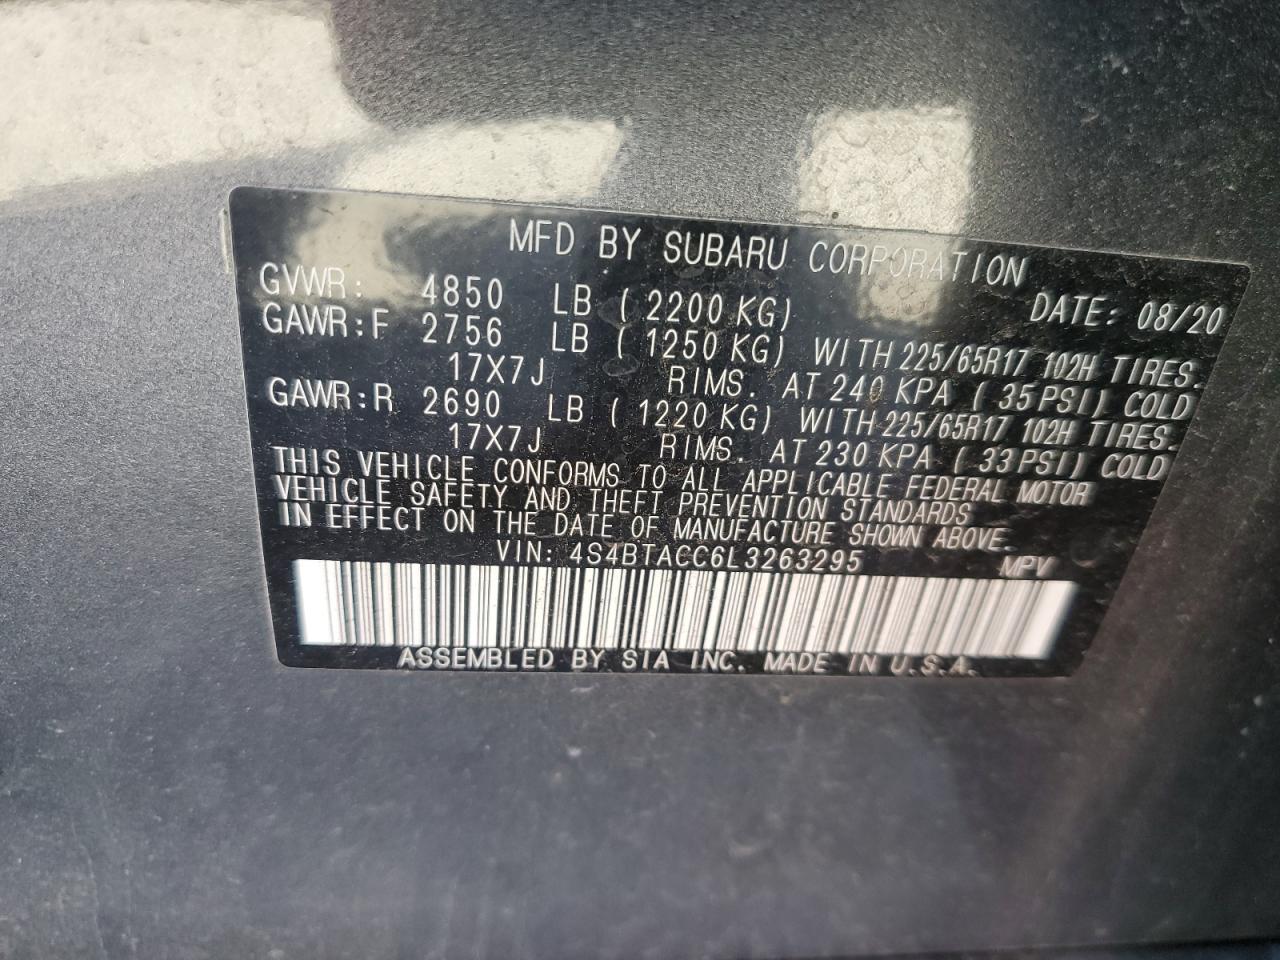 MFD BY SUBARU CORPORATION
DATE: 08/20
GVWR: 4850 LB ( 2200 KG)
GAWR:F 2756 LB ( 1250 KG) WITH 225/65R17 102H TIRES.
17X7J RIMS. AT 240 KPA ( 35PSI) COLD
GAWR:R 2690 LB ( 1220 KG) WITH 225/65R17 102H TIRES.
17X7J RIMS. AT 230 KPA ( 33PSI) COLD
THIS VEHICLE CONFORMS TO ALL APPLICABLE FEDERAL MOTOR
VEHICLE SAFETY AND THEFT PREVENTION STANDARDS
IN EFFECT ON THE DATE OF MANUFACTURE SHOWN ABOVE.
VIN: 4S4BTACC6L3263295 MPV
ASSEMBLED BY SIA INC. MADE IN U.S.A.